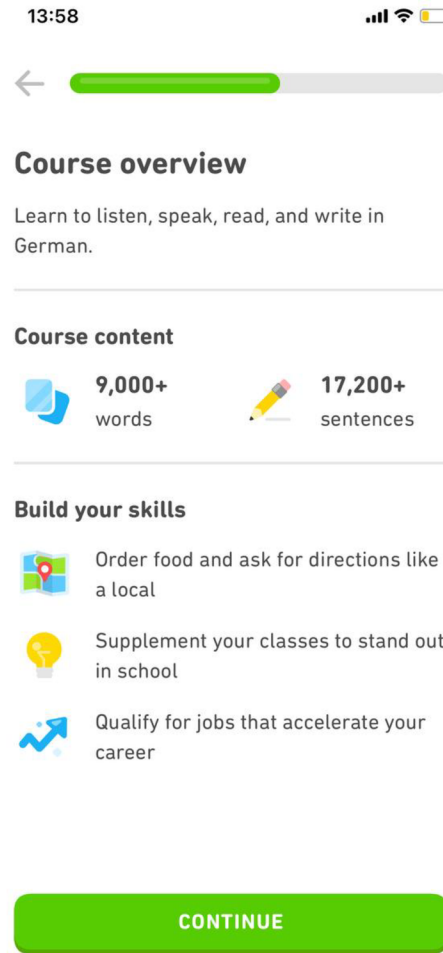 13:58
Course overview
Learn to listen, speak, read, and write in
German.
Course content
9,000+
words
17,200+
sentences
Build your skills
Order food and ask for directions like
a local
Supplement your classes to stand out
in school
Qualify for jobs that accelerate your
career
CONTINUE